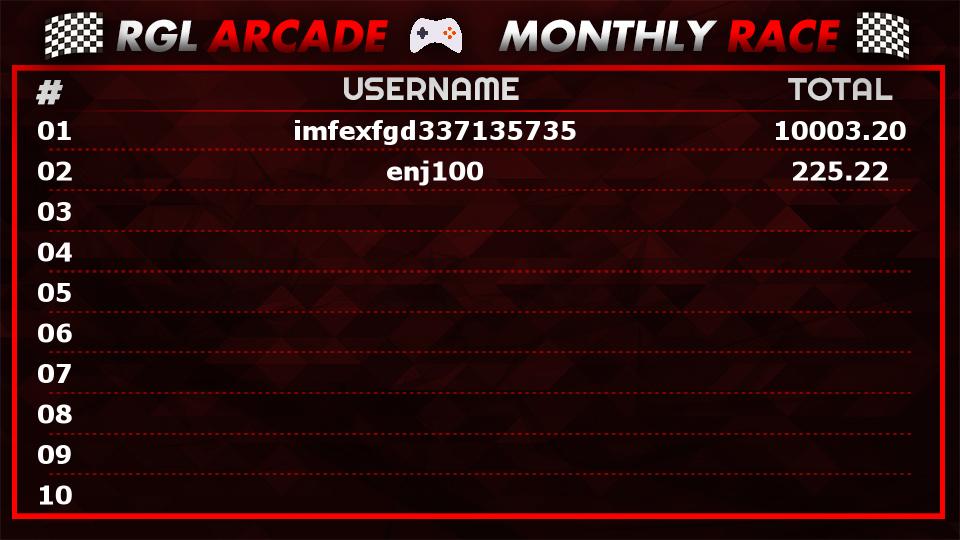 RGL ARCADE MONTHLY RACE
# USERNAME TOTAL
01 imfexfgd337135735 10003.20
02 enj100 225.22
03
04
05
06
07
08
09
10